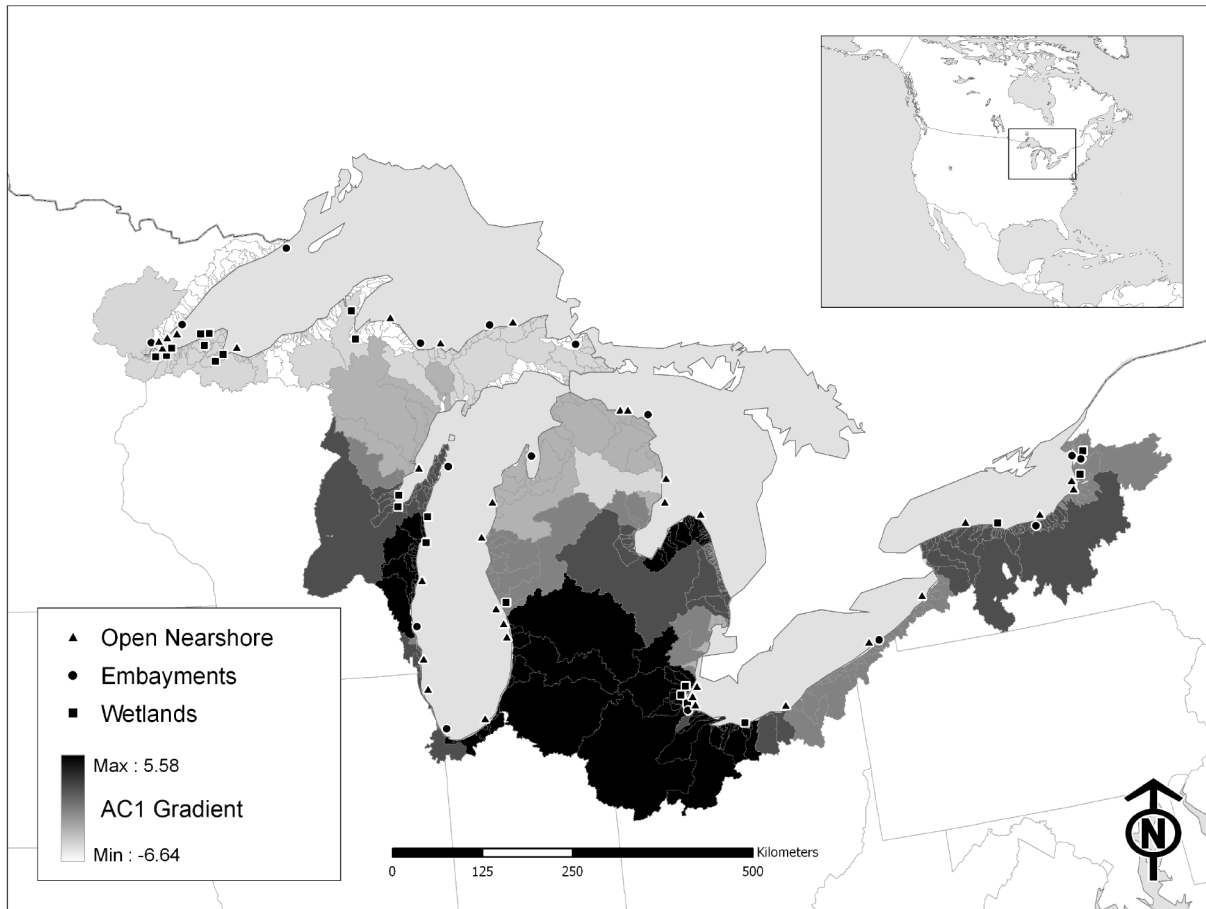 Open Nearshore
Embayments
Wetlands
Max : 5.58
AC1 Gradient
Min : -6.64
Kilometers
0 125 250 500
N